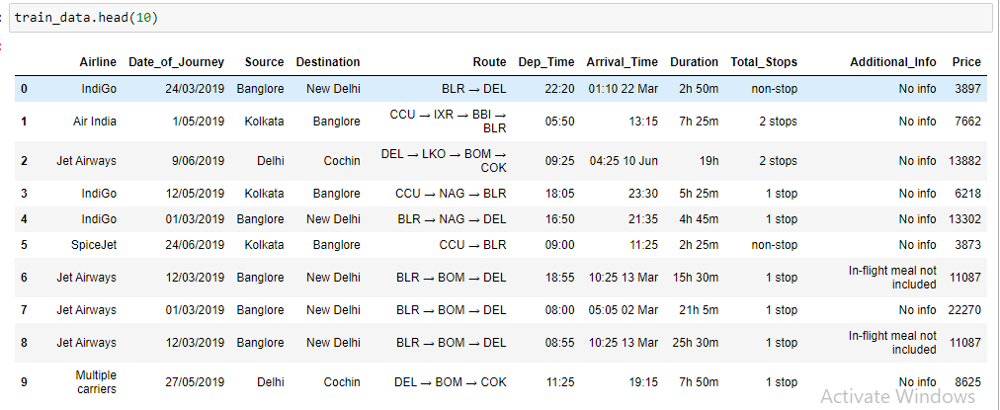 train_data.head(10)
Airline Date_of_Journey Source Destination Route Dep_Time Arrival_Time Duration Total_Stops Additional_Info Price
0 IndiGo 24/03/2019 Banglore New Delhi BLR → DEL 22:20 01:10 22 Mar 2h 50m non-stop No info 3897
1 Air India 1/05/2019 Kolkata Banglore CCU → IXR → BBI → BLR 05:50 13:15 7h 25m 2 stops No info 7662
2 Jet Airways 9/06/2019 Delhi Cochin DEL → LKO → BOM → COK 09:25 04:25 10 Jun 19h 2 stops No info 13882
3 IndiGo 12/05/2019 Kolkata Banglore CCU → NAG → BLR 18:05 23:30 5h 25m 1 stop No info 6218
4 IndiGo 01/03/2019 Banglore New Delhi BLR → NAG → DEL 16:50 21:35 4h 45m 1 stop No info 13302
5 SpiceJet 24/06/2019 Kolkata Banglore CCU → BLR 09:00 11:25 2h 25m non-stop No info 3873
6 Jet Airways 12/03/2019 Banglore New Delhi BLR → BOM → DEL 18:55 10:25 13 Mar 15h 30m 1 stop In-flight meal not included 11087
7 Jet Airways 01/03/2019 Banglore New Delhi BLR → BOM → DEL 08:00 05:05 02 Mar 21h 5m 1 stop No info 22270
8 Jet Airways 12/03/2019 Banglore New Delhi BLR → BOM → DEL 08:55 10:25 13 Mar 25h 30m 1 stop In-flight meal not included 11087
9 Multiple carriers 27/05/2019 Delhi Cochin DEL → BOM → COK 11:25 19:15 7h 50m 1 stop No info 8625
Activate Windows